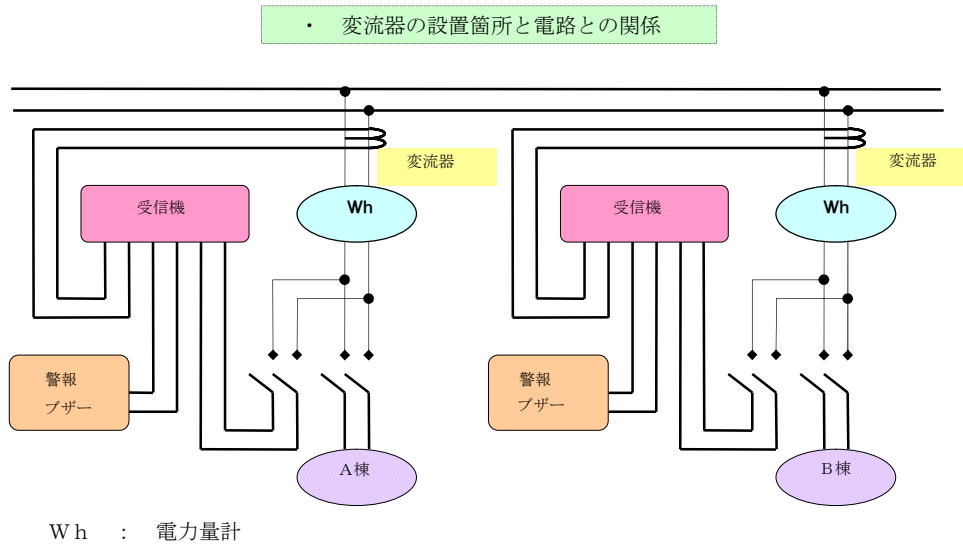 ・ 変流器の設置箇所と電路との関係
変流器
変流器
受信機
Wh
受信機
Wh
警報
ブザー
警報
ブザー
A棟
B棟
Wh : 電力量計